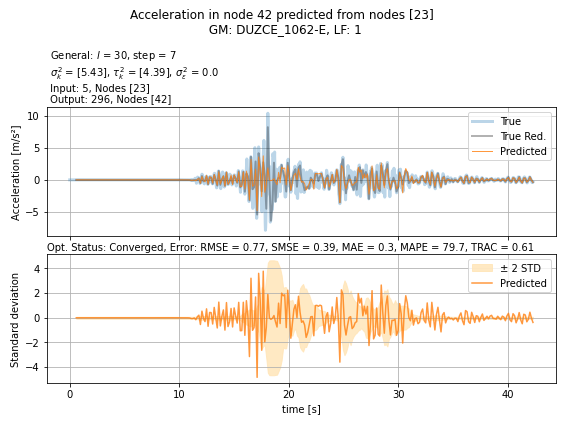 Acceleration in node 42 predicted from nodes [23]
GM: DUZCE_1062-E, LF: 1
General: l = 30, step = 7
σ²ₖ = [5.43], τ²ₖ = [4.39], σ²ε = 0.0
Input: 5, Nodes [23]
Output: 296, Nodes [42]
Acceleration [m/s²]
10
5
0
−5
True
True Red.
Predicted
Opt. Status: Converged, Error: RMSE = 0.77, SMSE = 0.39, MAE = 0.3, MAPE = 79.7, TRAC = 0.61
Standard deviation
4
2
0
−2
−4
± 2 STD
Predicted
0 10 20 30 40
time [s]